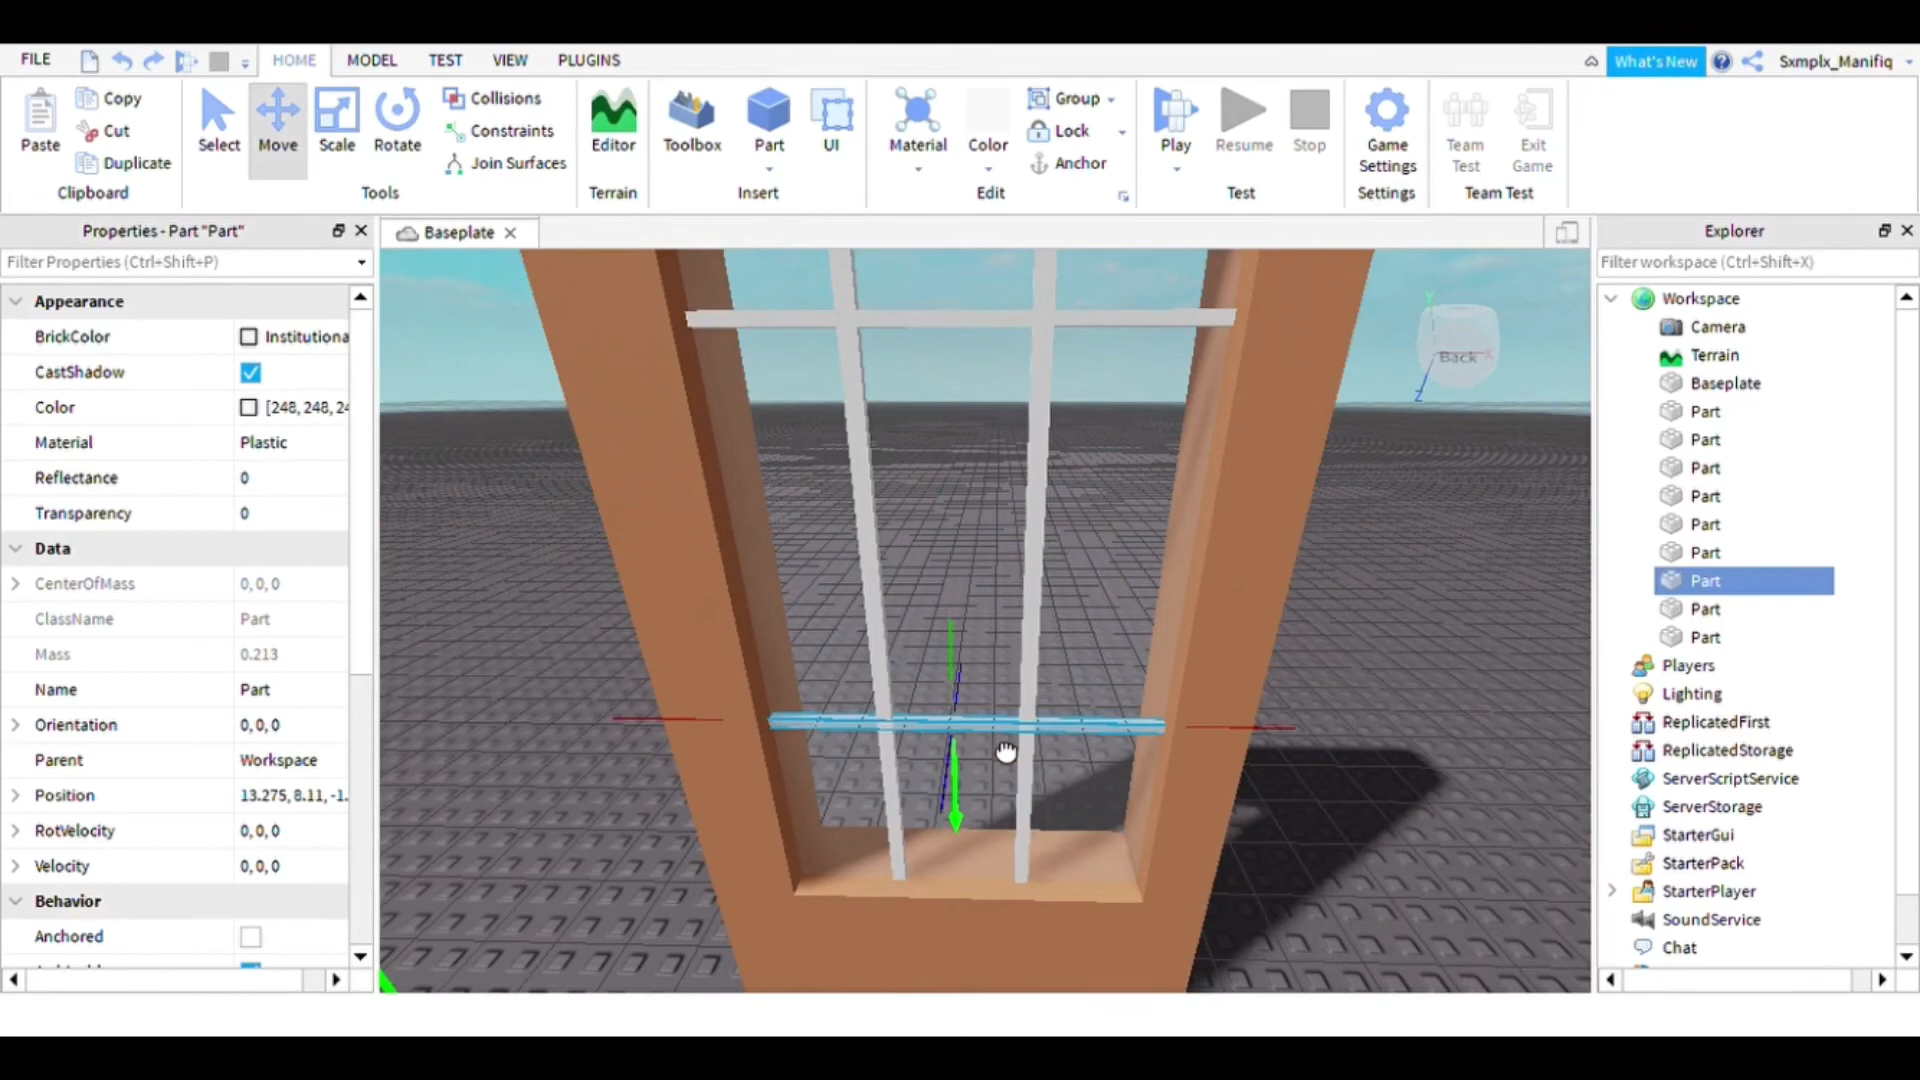 FILE HOME MODEL TEST VIEW PLUGINS What's New Sxmplx_Manifiq
Copy Collisions Group
Cut Constraints Lock
Paste Select Move Scale Rotate Editor Toolbox Part UI Material Color Play Resume Stop Game Settings Team Test Exit Game
Duplicate Join Surfaces Anchor
Clipboard Tools Terrain Insert Edit Test Settings Team Test
Properties - Part "Part"
Filter Properties (Ctrl+Shift+P)
Appearance
BrickColor Instituiona
CastShadow
Color [248, 248, 24
Material Plastic
Reflectance 0
Transparency 0
Data
CenterOfMass 0, 0, 0
ClassName Part
Mass 0.213
Name Part
Orientation 0, 0, 0
Parent Workspace
Position 13.275, 8.11, -1.
RotVelocity 0, 0, 0
Velocity 0, 0, 0
Behavior
Anchored
Baseplate
Y
Back X
Z
Explorer
Filter workspace (Ctrl+Shift+X)
Workspace
Camera
Terrain
Baseplate
Part
Part
Part
Part
Part
Part
Part
Part
Part
Players
Lighting
ReplicatedFirst
ReplicatedStorage
ServerScriptService
ServerStorage
StarterGui
StarterPack
StarterPlayer
SoundService
Chat